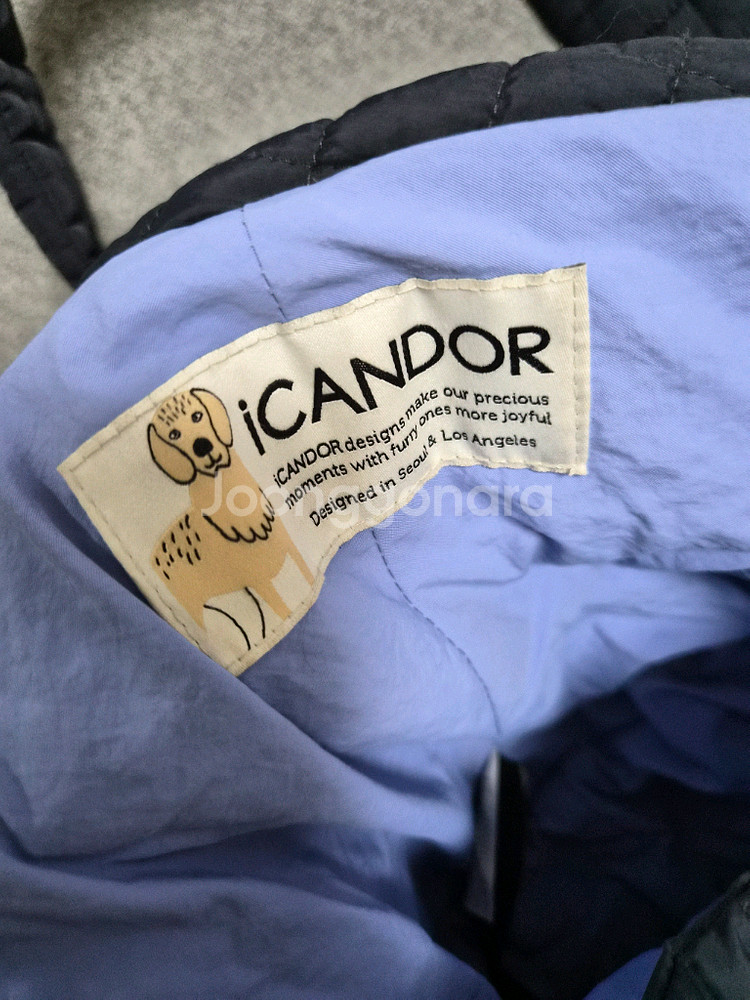 iCANDOR
iCANDOR designs make our precious
moments with furry ones more joyful
Designed in Seoul & Los Angeles
Joonggonara